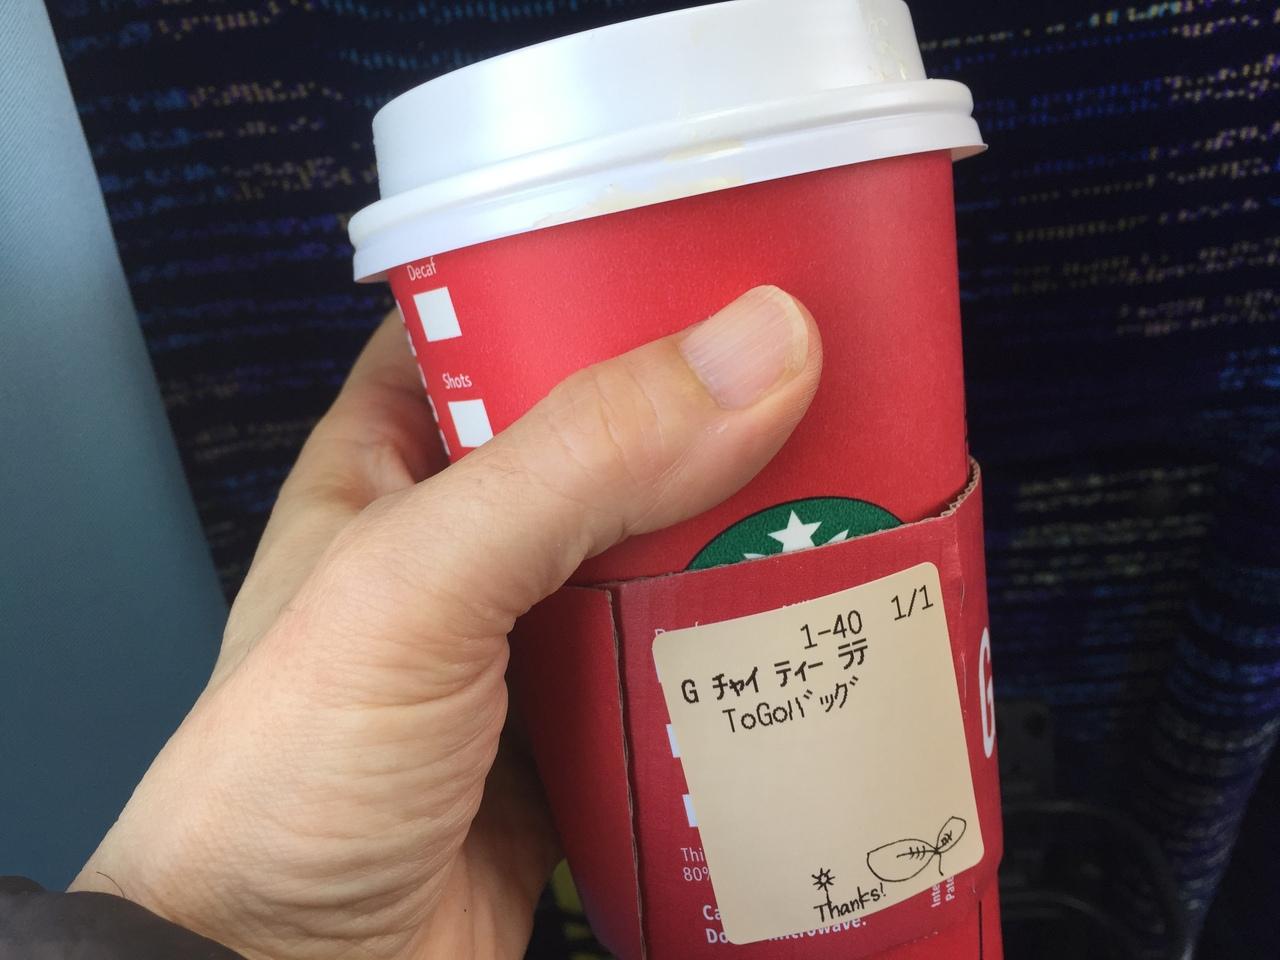 Decaf
Shots
1-40 1/1
G チャイ ティー ラテ
ToGoバッグ
Thanks!
G
80%